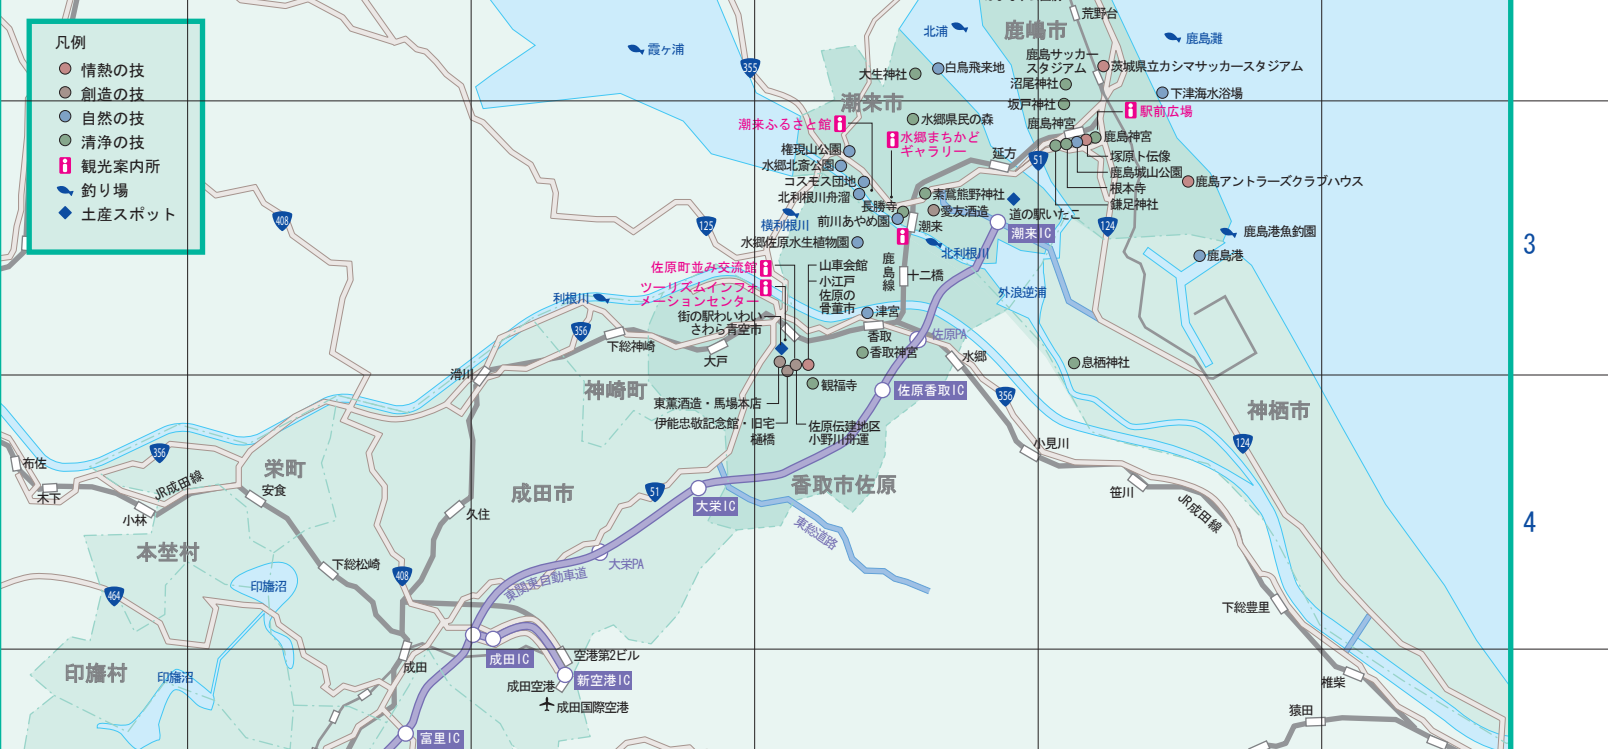 凡例
情熱の技
創造の技
自然の技
清浄の技
観光案内所
釣り場
土産スポット
霞ヶ浦
355
北浦
鹿嶋市
荒野台
鹿島灘
大生神社
白鳥飛来地
鹿島サッカー
スタジアム
茨城県立カシマサッカースタジアム
沼尾神社
下津海水浴場
潮来市
坂戸神社
駅前広場
水郷県民の森
鹿島神宮
鹿島神宮
潮来ふるさと館
水郷まちかど
ギャラリー
権現山公園
延方
51
塚原卜伝像
水郷北斎公園
鹿島城山公園
コスモス団地
根本寺
鹿島アントラーズクラブハウス
北利根川舟溜
素鵞熊野神社
鎌足神社
長勝寺
愛友酒造
道の駅いたこ
前川あやめ園
潮来
潮来IC
124
408
125
横利根川
水郷佐原水生植物園
北利根川
鹿島港魚釣園
鹿島港
3
佐原町並み交流館
山車会館
鹿島線
十二橋
ツーリズムインフォ
メーションセンター
小江戸
佐原の
骨董市
外浪逆浦
利根川
街の駅わいわい
さわら青空市
津宮
356
下総神崎
大戸
香取
佐原PA
香取神宮
水郷
息栖神社
滑川
神崎町
観福寺
佐原香取IC
356
東薫酒造・馬場本店
伊能忠敬記念館・旧宅
樋橋
佐原伝建地区
小野川舟運
神栖市
小見川
124
布佐
356
栄町
木下
JR成田線
安食
成田市
51
大栄IC
香取市佐原
笹川
JR成田線
小林
久住
東総道路
4
本埜村
下総松崎
大栄PA
印旛沼
408
東関東自動車道
464
下総豊里
成田IC
空港第2ビル
印旛村
印旛沼
成田
成田空港
新空港IC
成田国際空港
椎柴
猿田
富里IC